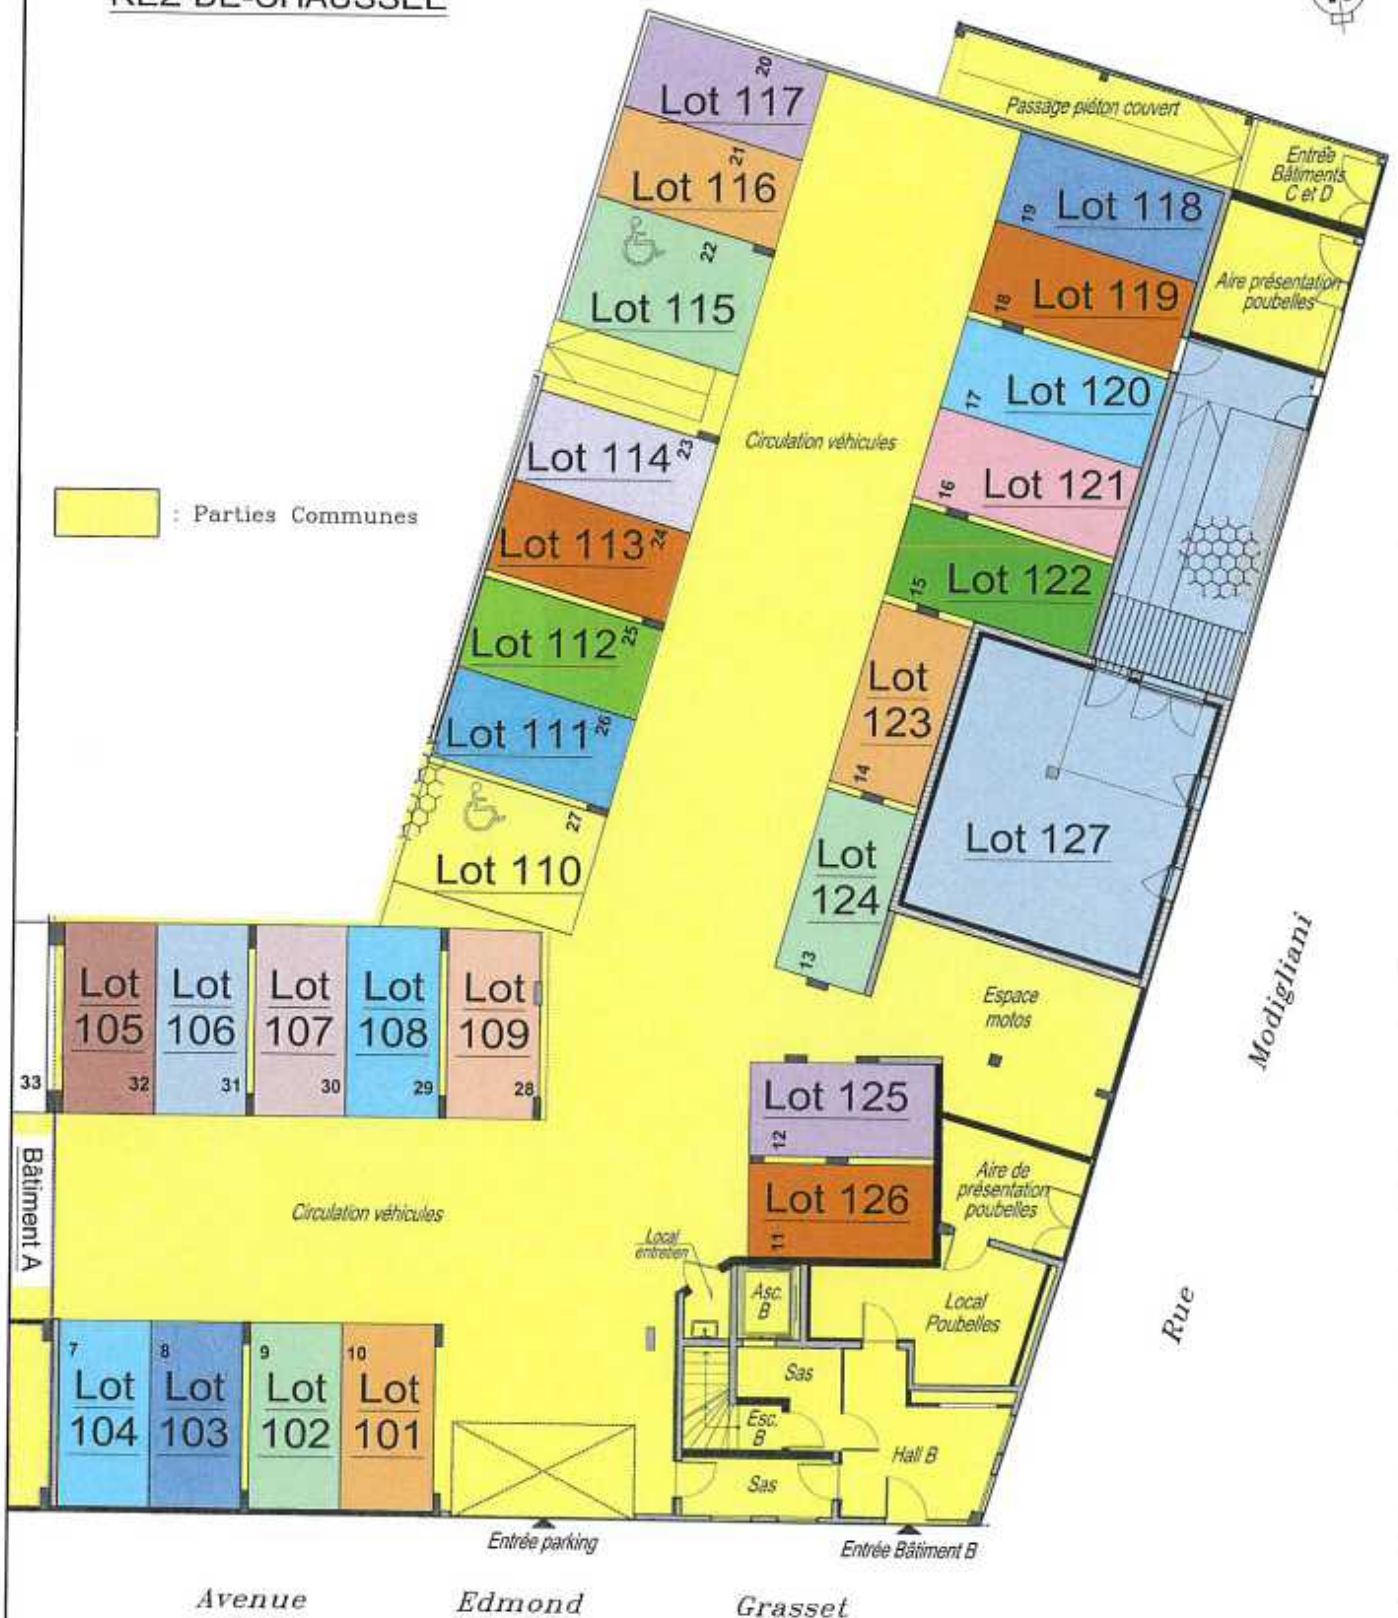 REZ-DE-CHAUSSEE
20
Lot 117
21
Lot 116
22
Lot 115
Passage piéton couvert
Entrée
Bâtiments
C et D
19
Lot 118
18
Lot 119
Aire présentation
poubelles
17
Lot 120
Circulation véhicules
23
Lot 114
16
Lot 121
: Parties Communes
24
Lot 113
15
Lot 122
25
Lot 112
Lot
123
14
26
Lot 111
27
Lot 110
Lot 127
Lot
124
13
Lot
105
32
Lot
106
31
Lot
107
30
Lot
108
29
Lot
109
28
33
Espace
motos
Modigliani
Lot 125
12
Bâtiment A
Circulation véhicules
Lot 126
11
Aire de
présentation
poubelles
Local
entretien
Asc.
B
Local
Poubelles
Rue
7
Lot
104
8
Lot
103
9
Lot
102
10
Lot
101
Sas
Esc.
B
Hall B
Sas
Entrée parking
Entrée Bâtiment B
Avenue Edmond Grasset